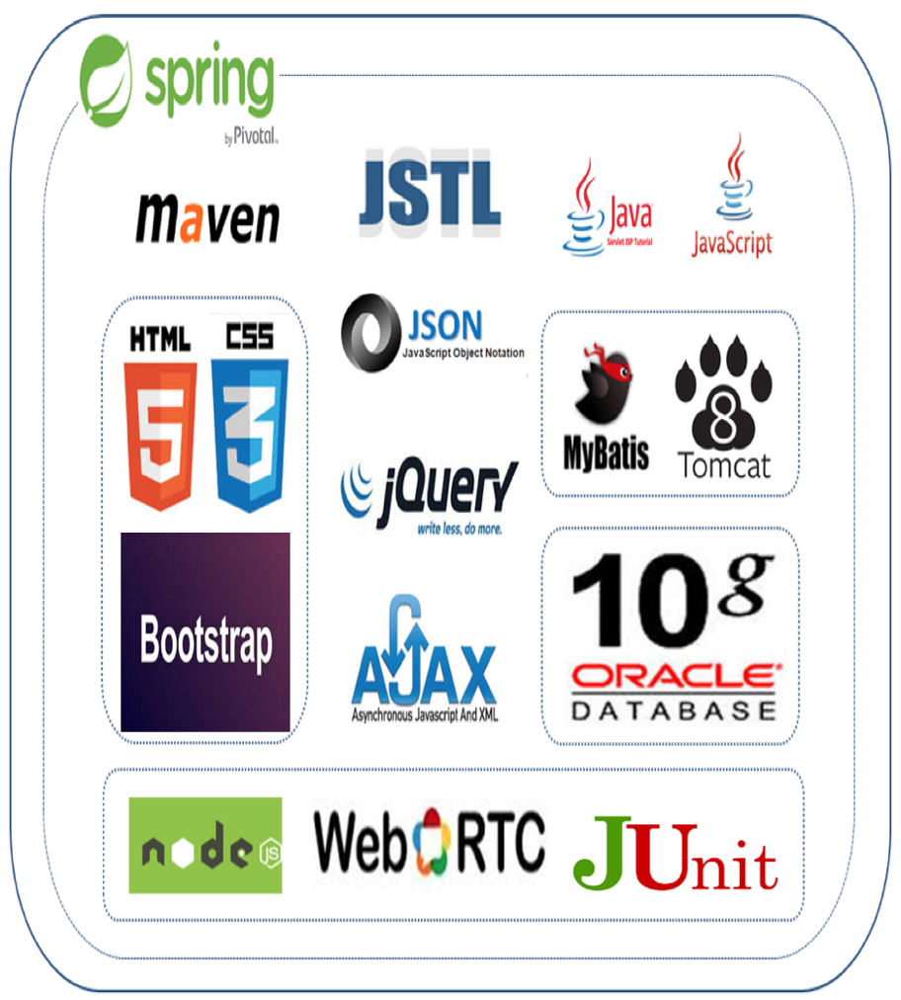 spring
by Pivotal™
maven
JSTL
Java
Servlet JSP Tutorial
JavaScript
HTML
5
CSS
3
JSON
JavaScript Object Notation
MyBatis
8
Tomcat
jQuery
write less, do more.
Bootstrap
AJAX
Asynchronous Javascript And XML
10g
ORACLE®
DATABASE
node
JS
WebRTC
JUnit